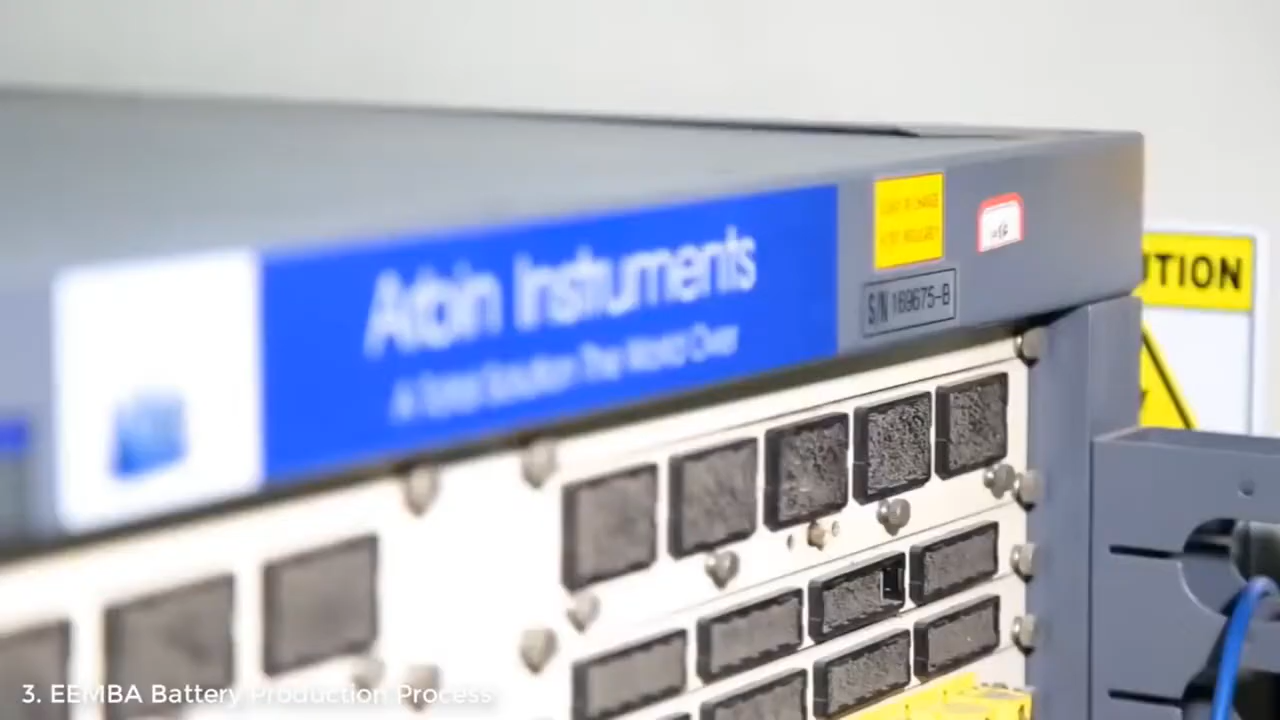 Arbin Instruments
A Total Solution The World Over
S/N 169675-B
UTION
3. EEMBA Battery Production Process